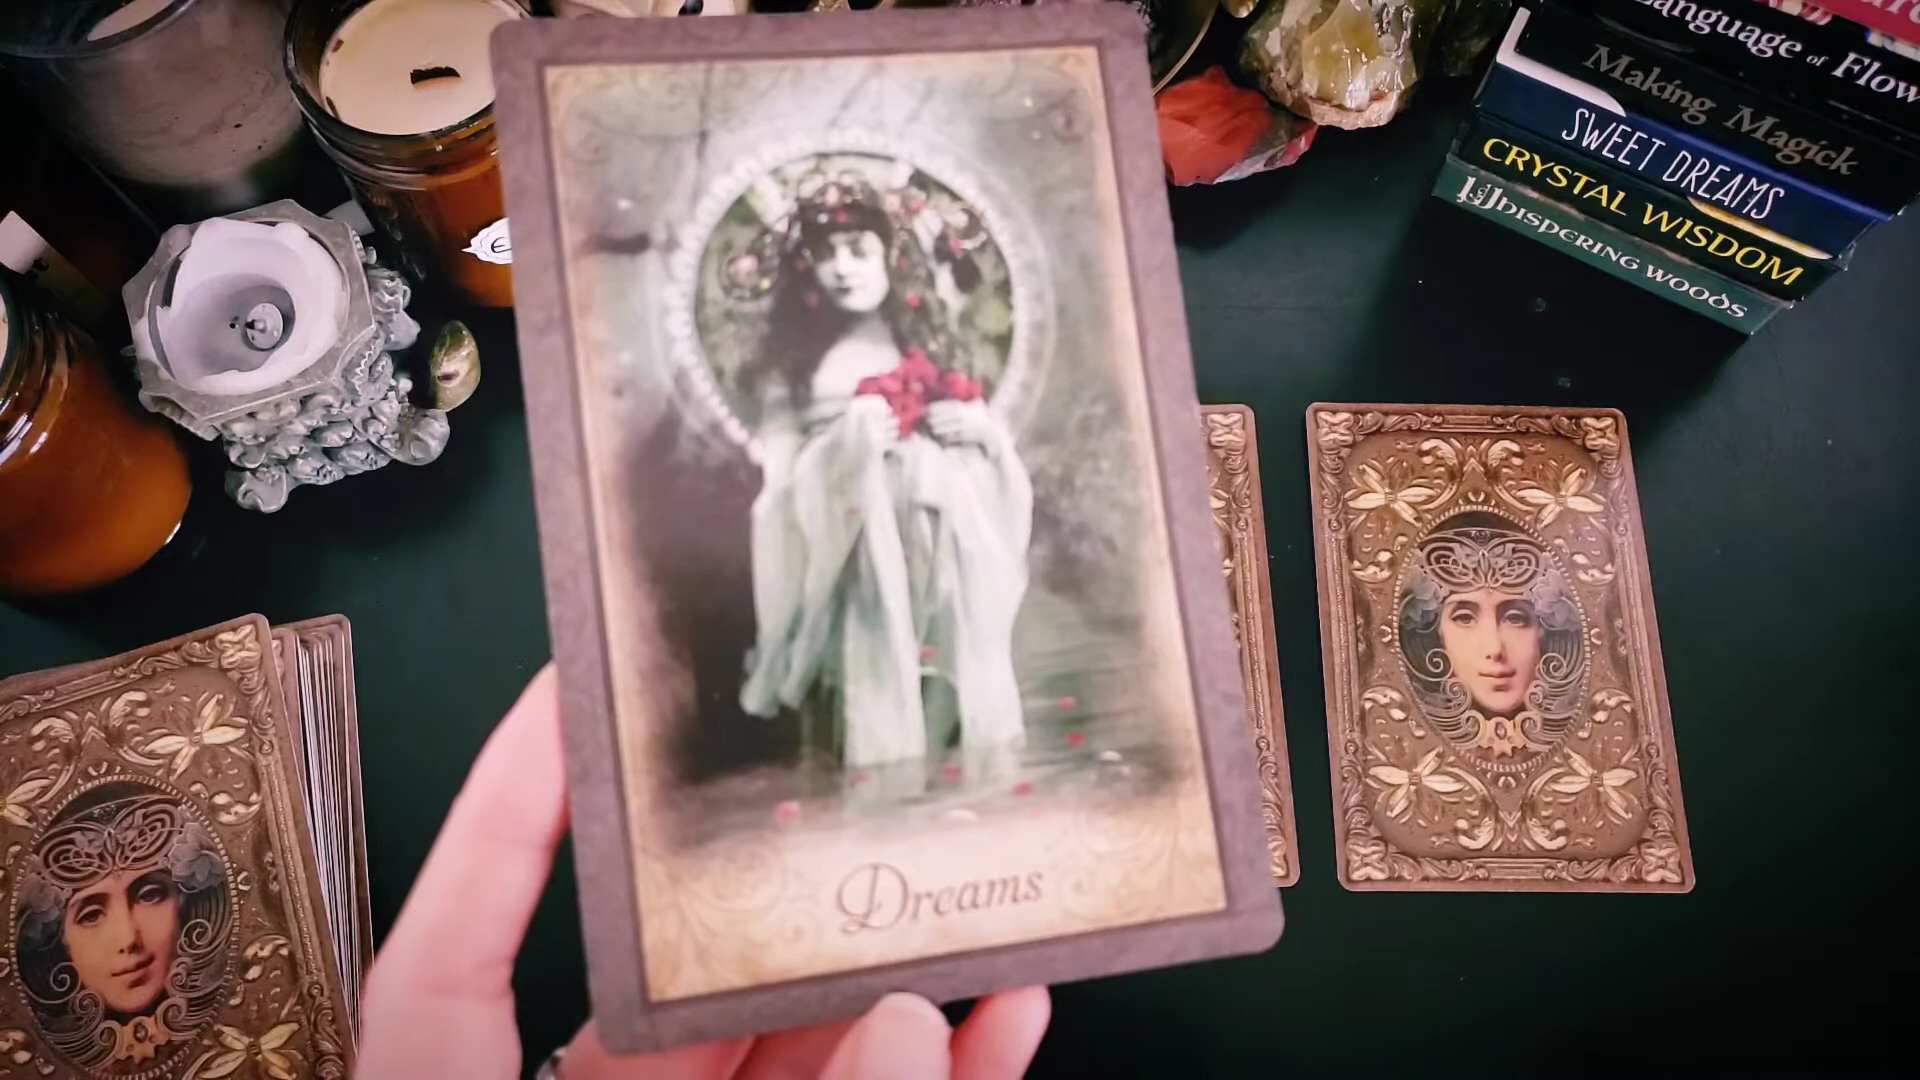 Language of Flow
Making Magick
SWEET DREAMS
CRYSTAL WISDOM
Whispering Woods
Dreams